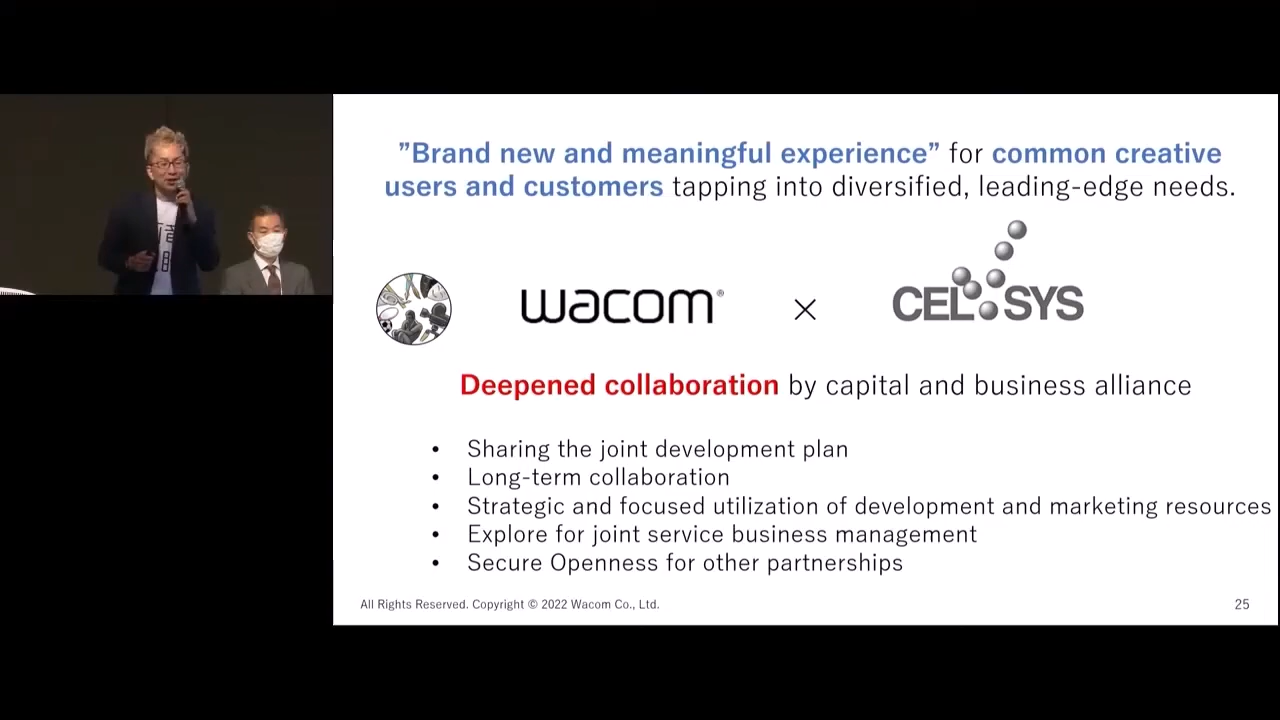 ”Brand new and meaningful experience” for common creative
users and customers tapping into diversified, leading-edge needs.
wacom®
×
CELSYS
Deepened collaboration by capital and business alliance
• Sharing the joint development plan
• Long-term collaboration
• Strategic and focused utilization of development and marketing resources
• Explore for joint service business management
• Secure Openness for other partnerships
All Rights Reserved. Copyright © 2022 Wacom Co., Ltd.
25